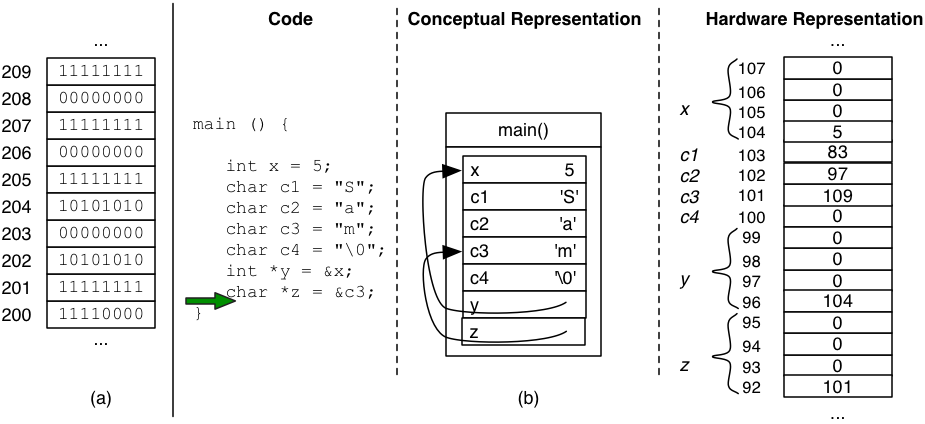 ...
209 11111111
208 00000000
207 11111111
206 00000000
205 11111111
204 10101010
203 00000000
202 10101010
201 11111111
200 11110000
...
(a)
Code
main () {
int x = 5;
char c1 = "S";
char c2 = "a";
char c3 = "m";
char c4 = "\0";
int *y = &x;
char *z = &c3;
}
Conceptual Representation
main()
x 5
c1 'S'
c2 'a'
c3 'm'
c4 '\0'
y
z
(b)
Hardware Representation
...
107 0
106 0
x 105 0
104 5
c1 103 83
c2 102 97
c3 101 109
c4 100 0
99 0
98 0
y 97 0
96 104
95 0
94 0
z 93 0
92 101
...